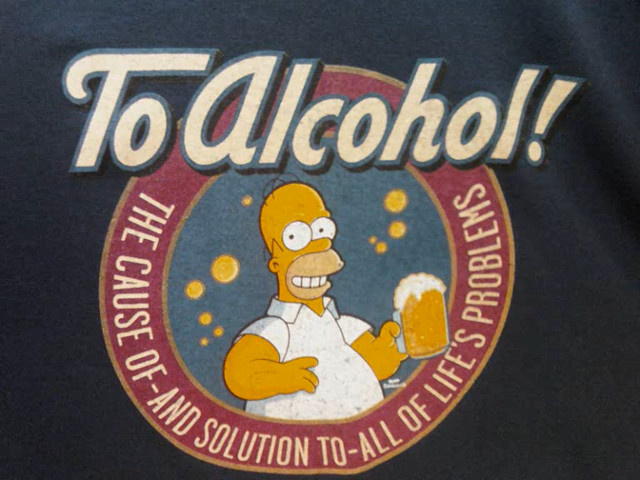 To Alcohol!
THE CAUSE OF-AND SOLUTION TO-ALL OF LIFE'S PROBLEMS